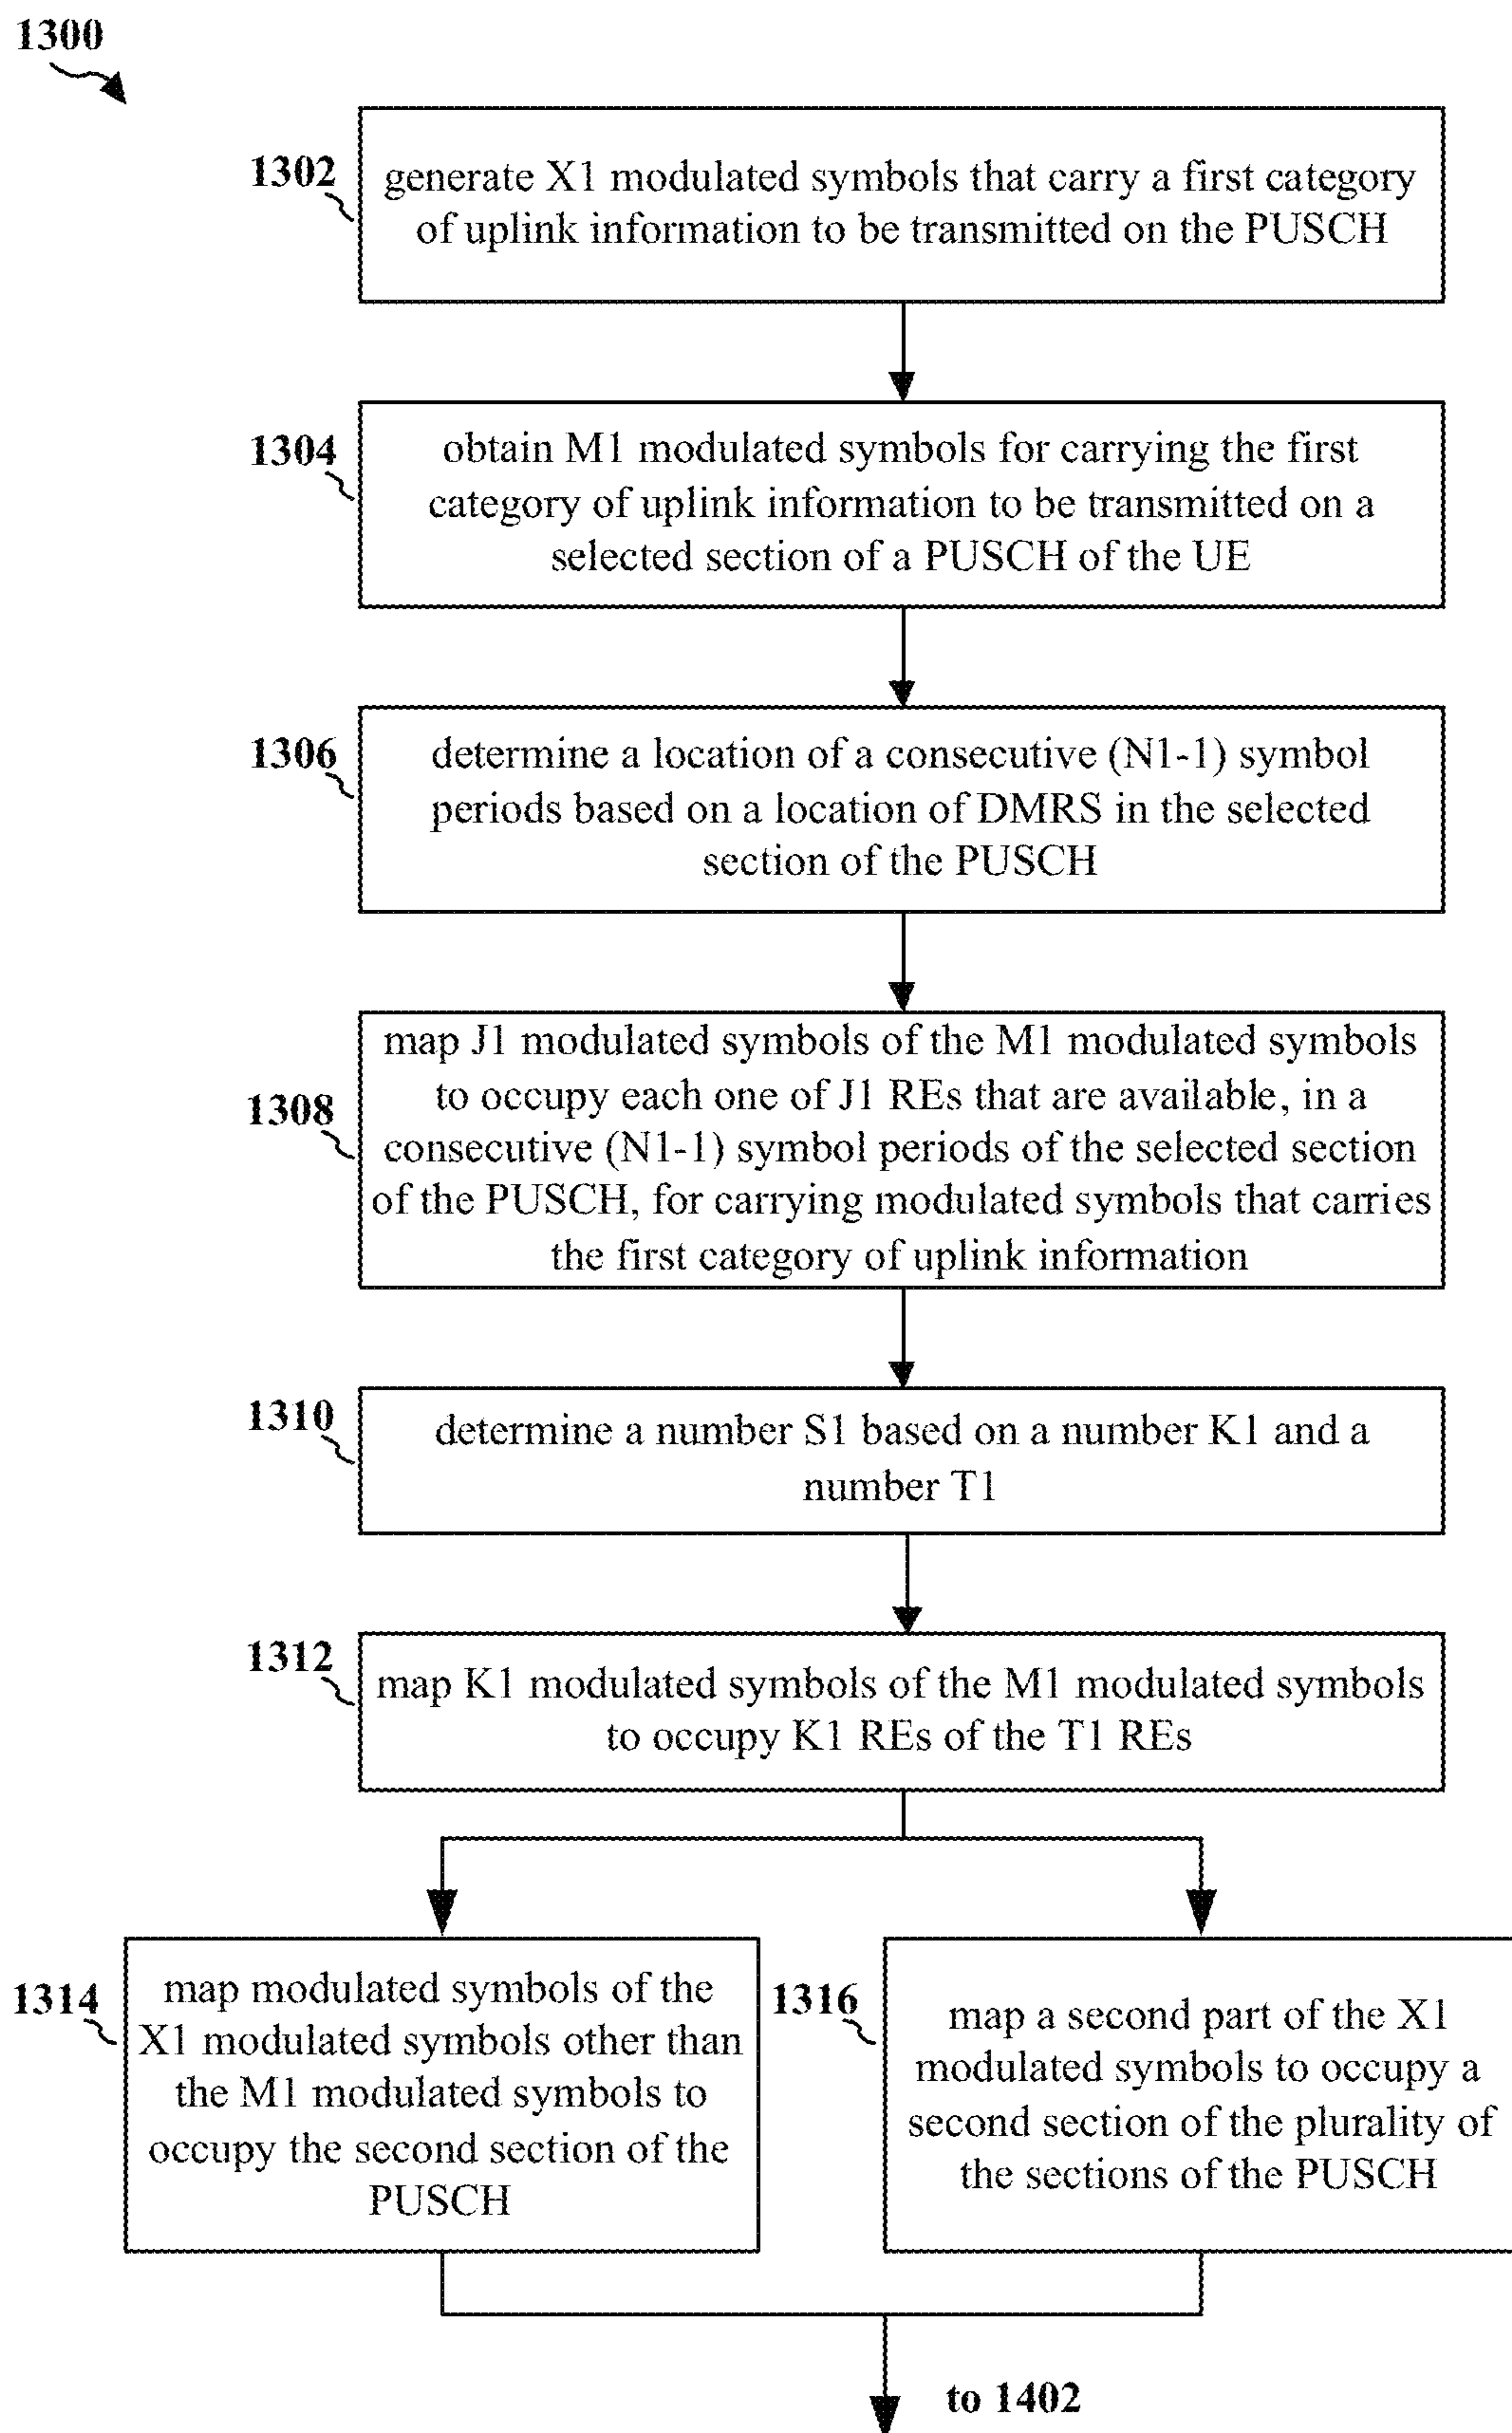 1300
1302
generate X1 modulated symbols that carry a first category
of uplink information to be transmitted on the PUSCH
1304
obtain M1 modulated symbols for carrying the first
category of uplink information to be transmitted on a
selected section of a PUSCH of the UE
1306
determine a location of a consecutive (N1-1) symbol
periods based on a location of DMRS in the selected
section of the PUSCH
1308
map J1 modulated symbols of the M1 modulated symbols
to occupy each one of J1 REs that are available, in a
consecutive (N1-1) symbol periods of the selected section
of the PUSCH, for carrying modulated symbols that carries
the first category of uplink information
1310
determine a number S1 based on a number K1 and a
number T1
1312
map K1 modulated symbols of the M1 modulated symbols
to occupy K1 REs of the T1 REs
1314
map modulated symbols of the
X1 modulated symbols other than
the M1 modulated symbols to
occupy the second section of the
PUSCH
1316
map a second part of the X1
modulated symbols to occupy a
second section of the plurality of
the sections of the PUSCH
to 1402